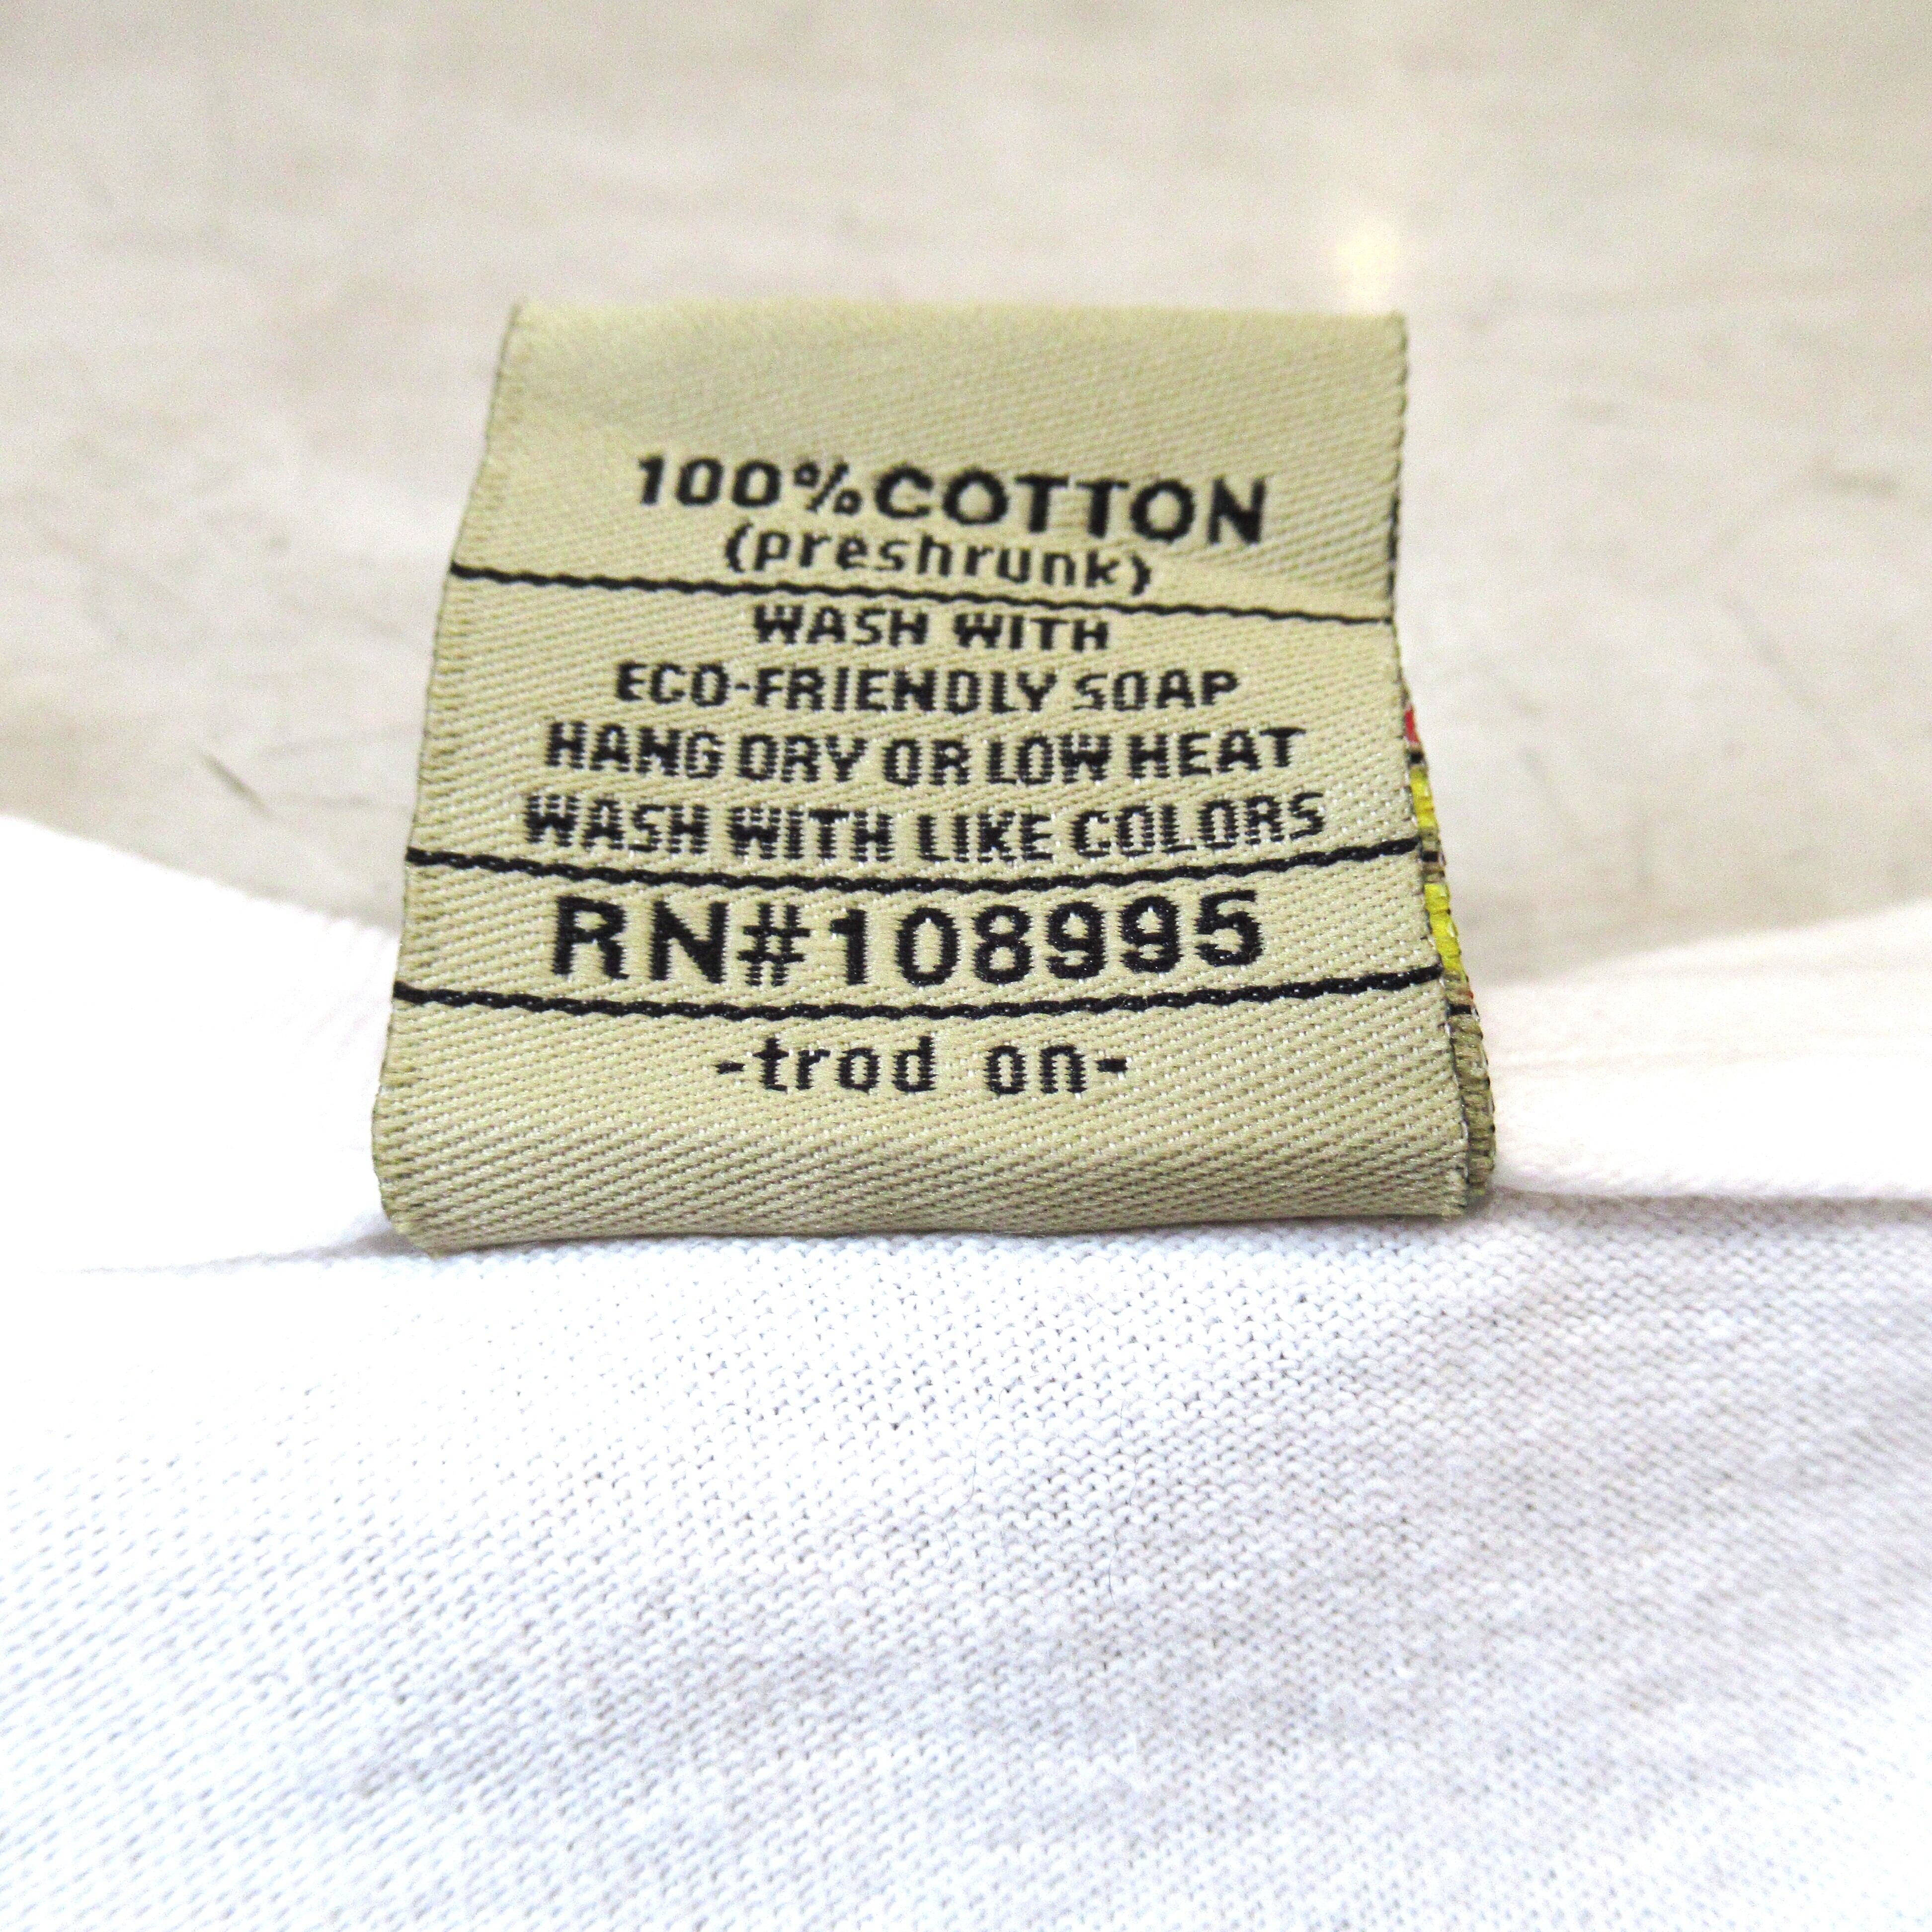 100%COTTON
(preshrunk)
WASH WITH
ECO-FRIENDLY SOAP
HANG DRY OR LOW HEAT
WASH WITH LIKE COLORS
RN#108995
-trod on-